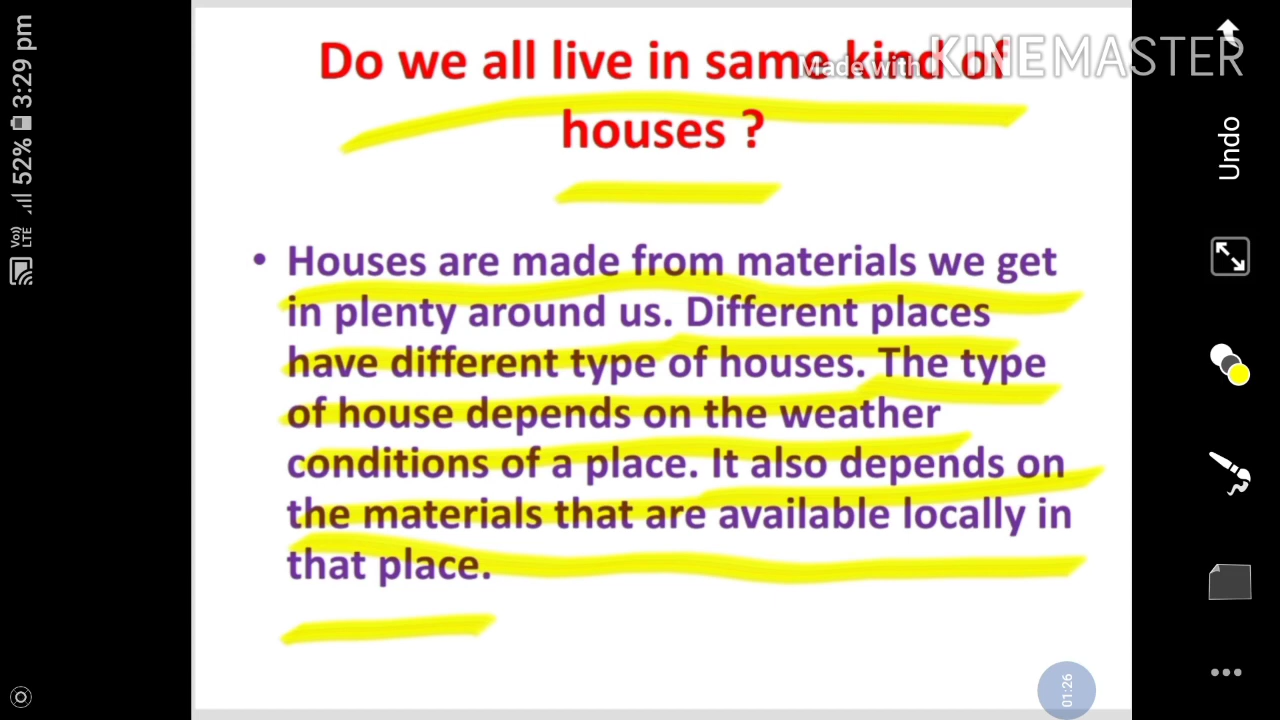 Do we all live in same kind of
houses ?
• Houses are made from materials we get
in plenty around us. Different places
have different type of houses. The type
of house depends on the weather
conditions of a place. It also depends on
the materials that are available locally in
that place.
Made with KINEMASTER
Undo
52% 3:29 pm
Vo)) LTE
01:26